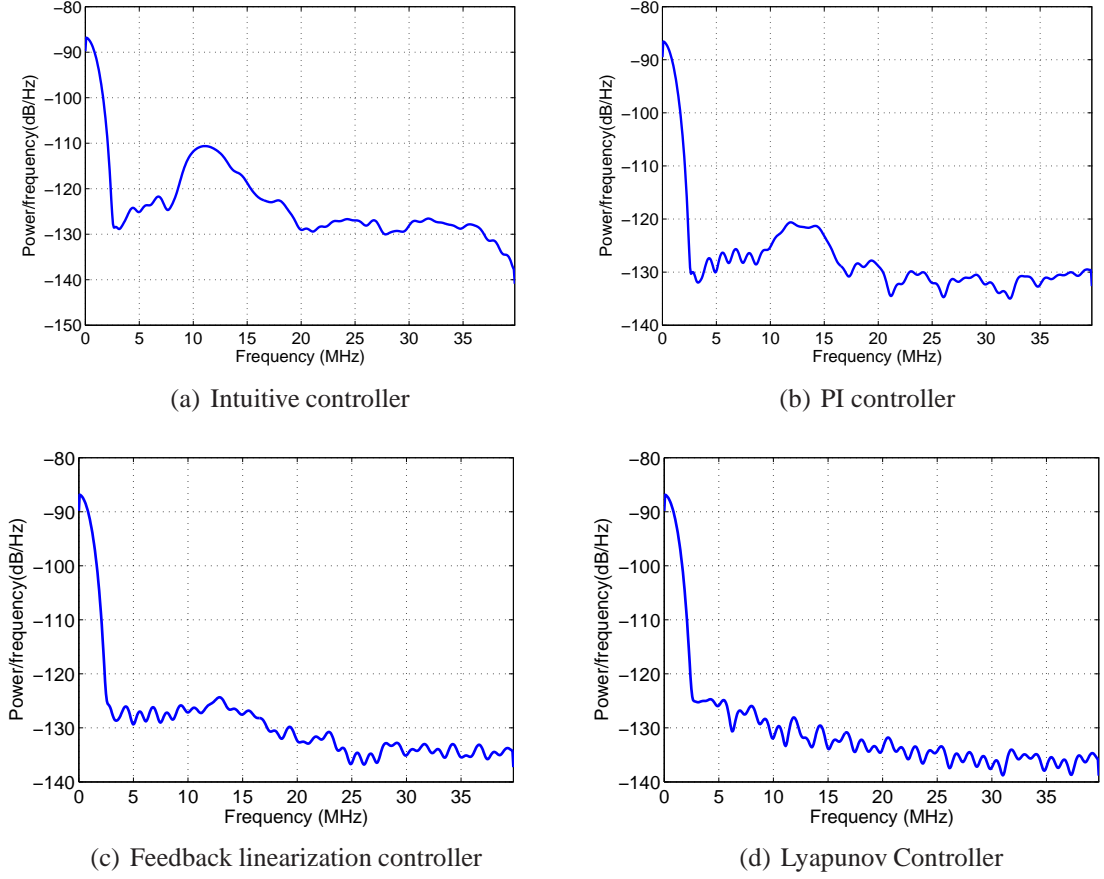 −80
−90
−100
−110
−120
−130
−140
−150
Power/frequency(dB/Hz)
0 5 10 15 20 25 30 35
Frequency (MHz)
(a) Intuitive controller
−80
−90
−100
−110
−120
−130
−140
Power/frequency(dB/Hz)
0 5 10 15 20 25 30 35
Frequency (MHz)
(b) PI controller
−80
−90
−100
−110
−120
−130
−140
Power/frequency(dB/Hz)
0 5 10 15 20 25 30 35
Frequency (MHz)
(c) Feedback linearization controller
−80
−90
−100
−110
−120
−130
−140
Power/frequency(dB/Hz)
0 5 10 15 20 25 30 35
Frequency (MHz)
(d) Lyapunov Controller